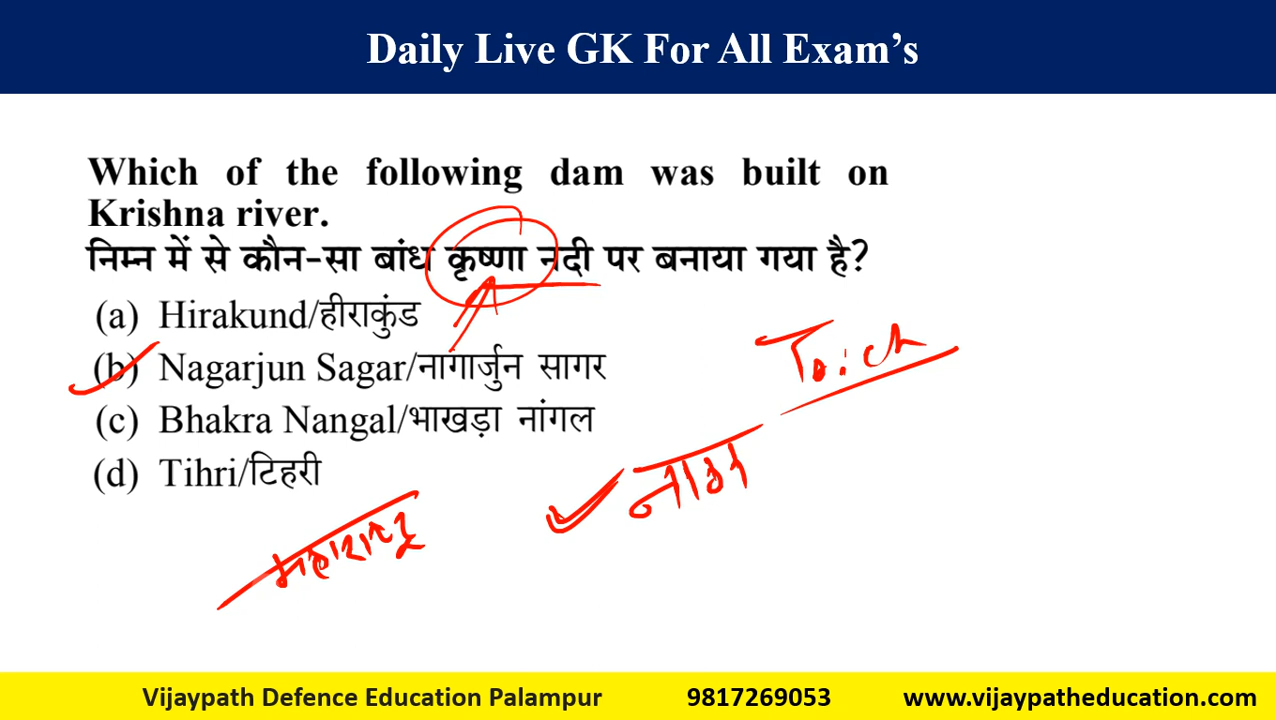 Daily Live GK For All Exam's
Which of the following dam was built on
Krishna river.
निम्न में से कौन-सा बांध कृष्णा नदी पर बनाया गया है?
(a) Hirakund/हीराकुंड
(b) Nagarjun Sagar/नागार्जुन सागर
(c) Bhakra Nangal/भाखड़ा नांगल
(d) Tihri/टिहरी
नाग
Vijaypath Defence Education Palampur 9817269053 www.vijaypatheducation.com